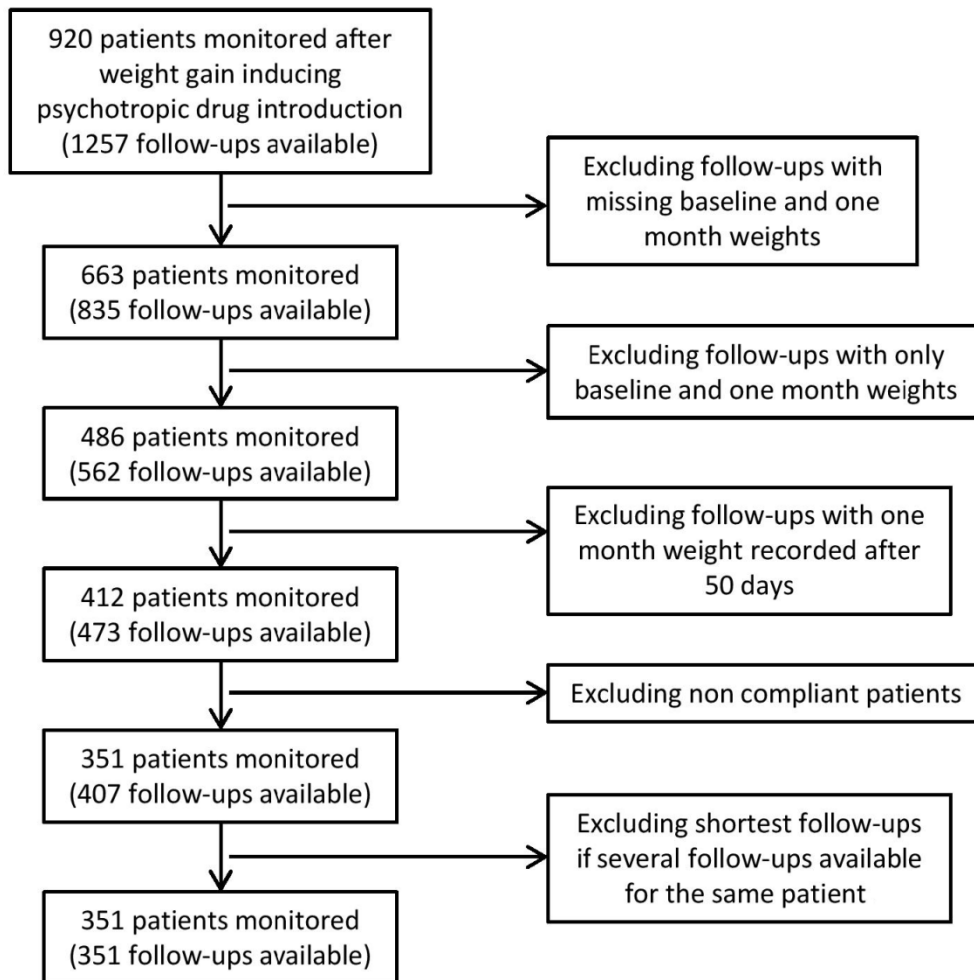 920 patients monitored after
weight gain inducing
psychotropic drug introduction
(1257 follow-ups available)
Excluding follow-ups with
missing baseline and one
month weights
663 patients monitored
(835 follow-ups available)
Excluding follow-ups with only
baseline and one month weights
486 patients monitored
(562 follow-ups available)
Excluding follow-ups with one
month weight recorded after
50 days
412 patients monitored
(473 follow-ups available)
Excluding non compliant patients
351 patients monitored
(407 follow-ups available)
Excluding shortest follow-ups
if several follow-ups available
for the same patient
351 patients monitored
(351 follow-ups available)